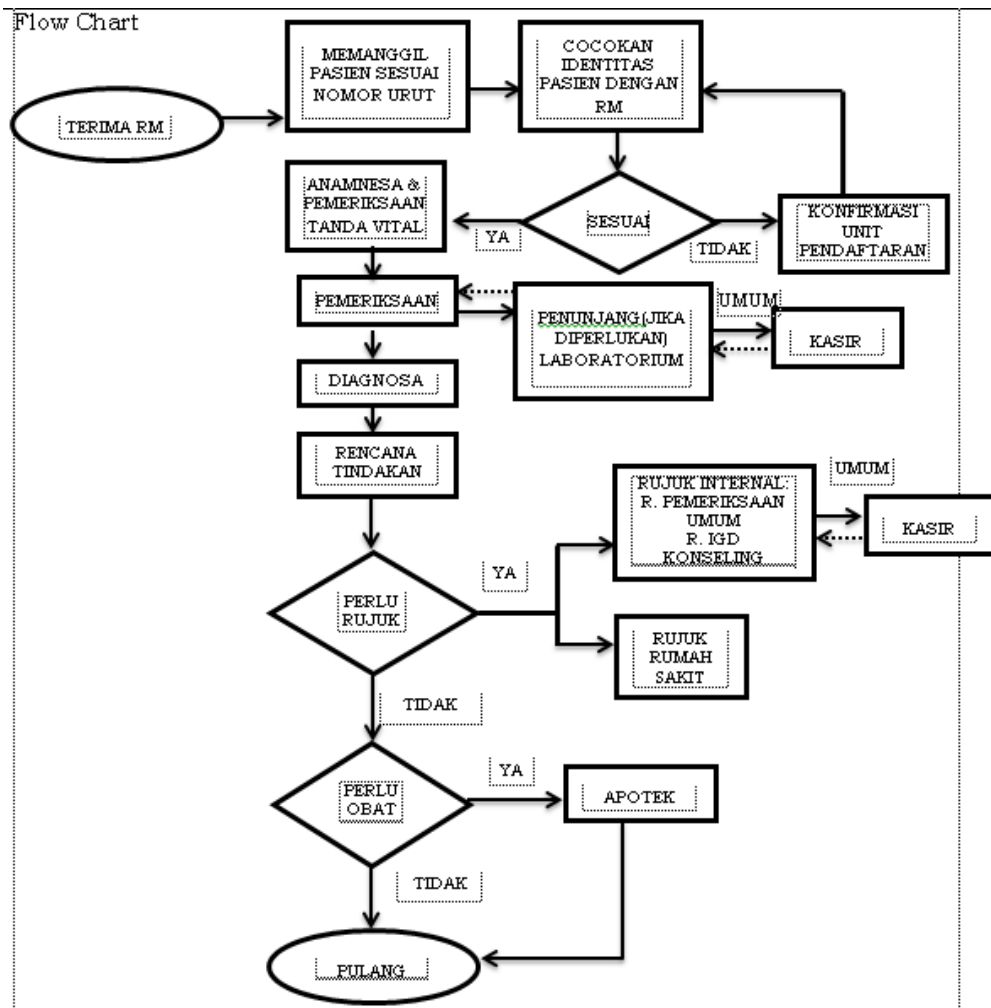 Flow Chart
MEMANGGIL
PASIEN SESUAI
NOMOR URUT
COCOKAN
IDENTITAS
PASIEN DENGAN
RM
TERIMA RM
ANAMNESA &
PEMERIKSAAN
TANDA VITAL
YA
SESUAI
TIDAK
KONFIRMASI
UNIT
PENDAFTARAN
PEMERIKSAAN
PENUNJANG(JIKA
DIPERLUKAN)
LABORATORIUM
UMUM
KASIR
DIAGNOSA
RENCANA
TINDAKAN
RUJUK INTERNAL:
R. PEMERIKSAAN
UMUM
R. IGD
KONSELING
UMUM
KASIR
PERLU
RUJUK
YA
RUJUK
RUMAH
SAKIT
TIDAK
PERLU
OBAT
YA
APOTEK
TIDAK
PULANG